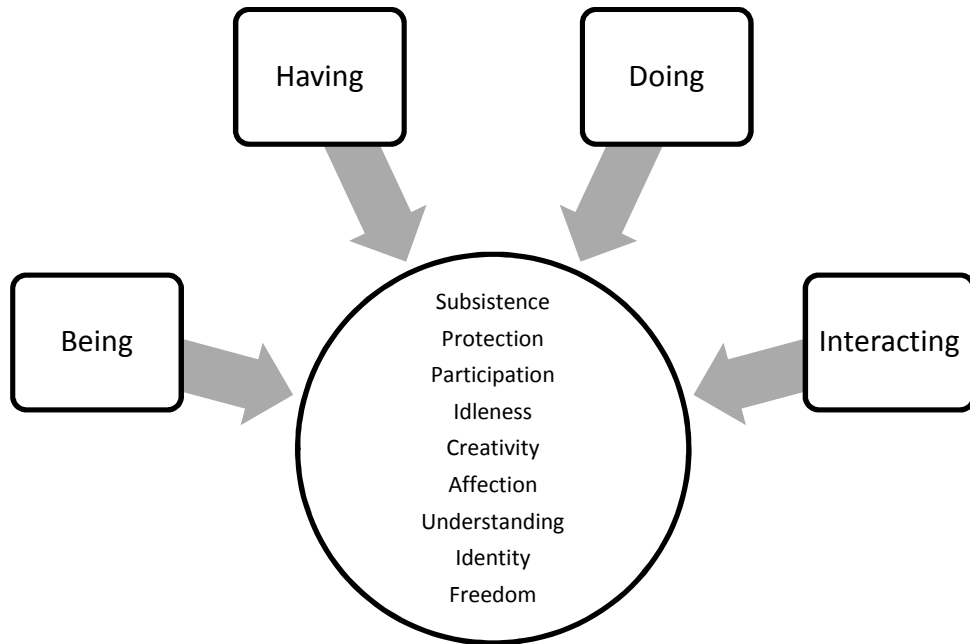 Having
Doing
Being
Interacting
Subsistence
Protection
Participation
Idleness
Creativity
Affection
Understanding
Identity
Freedom